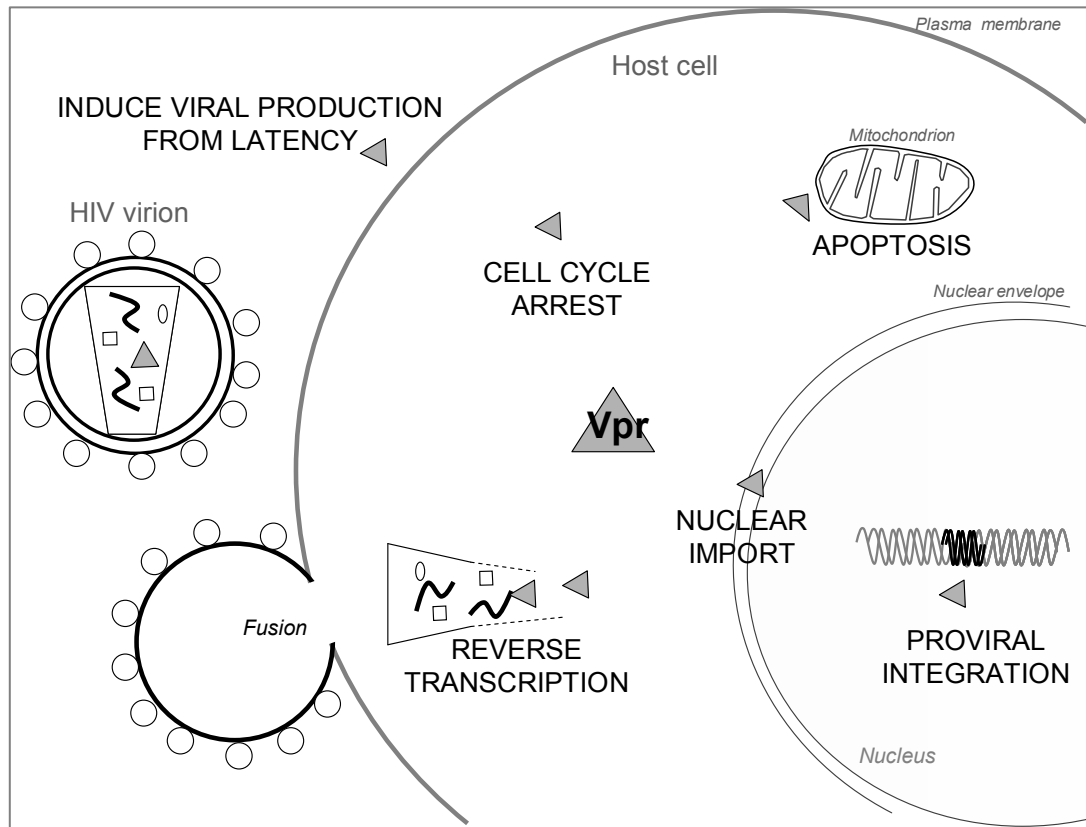 Plasma membrane
Host cell
INDUCE VIRAL PRODUCTION
FROM LATENCY
Mitochondrion
HIV virion
APOPTOSIS
CELL CYCLE
ARREST
Nuclear envelope
Vpr
NUCLEAR
IMPORT
Fusion
REVERSE
TRANSCRIPTION
PROVIRAL
INTEGRATION
Nucleus